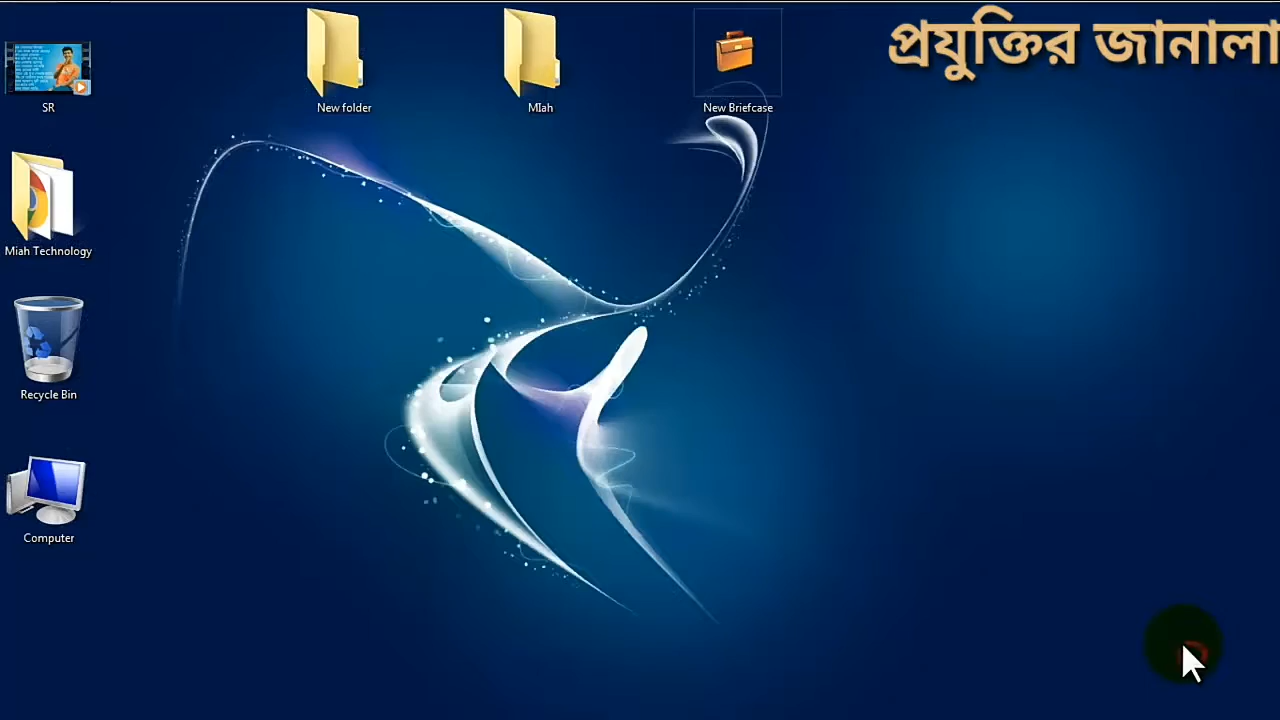 প্রযুক্তির জানালা
SR
New folder
MIah
New Briefcase
Miah Technology
Recycle Bin
Computer